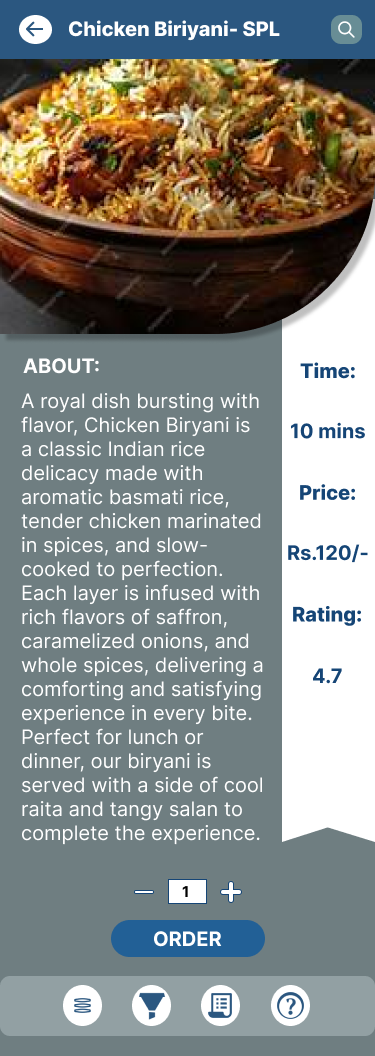 Chicken Biriyani- SPL
ABOUT:
A royal dish bursting with
flavor, Chicken Biryani is
a classic Indian rice
delicacy made with
aromatic basmati rice,
tender chicken marinated
in spices, and slow-
cooked to perfection.
Each layer is infused with
rich flavors of saffron,
caramelized onions, and
whole spices, delivering a
comforting and satisfying
experience in every bite.
Perfect for lunch or
dinner, our biryani is
served with a side of cool
raita and tangy salan to
complete the experience.
Time:
10 mins
Price:
Rs.120/-
Rating:
4.7
1
ORDER